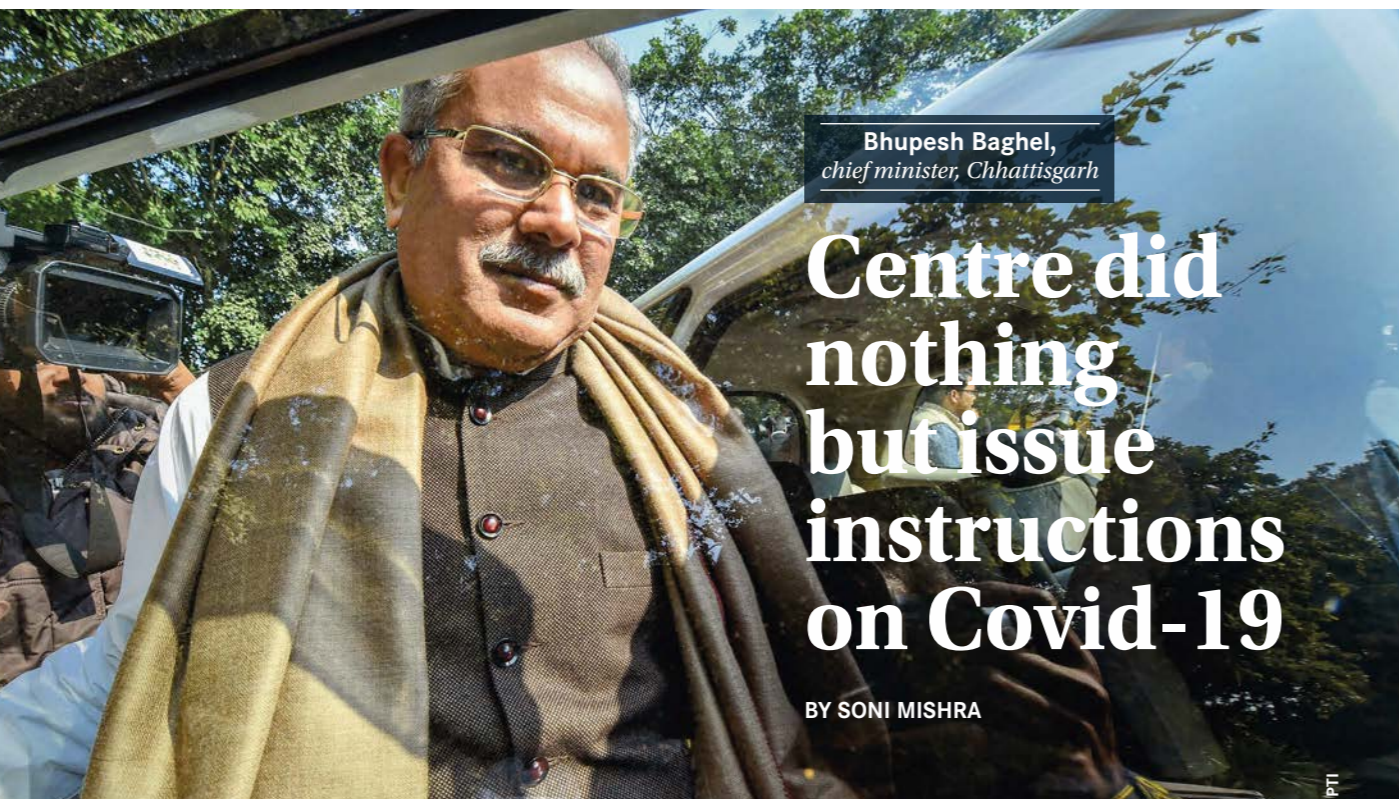 Bhupesh Baghel,
chief minister, Chhattisgarh
Centre did
nothing
but issue
instructions
on Covid-19
BY SONI MISHRA
PTI